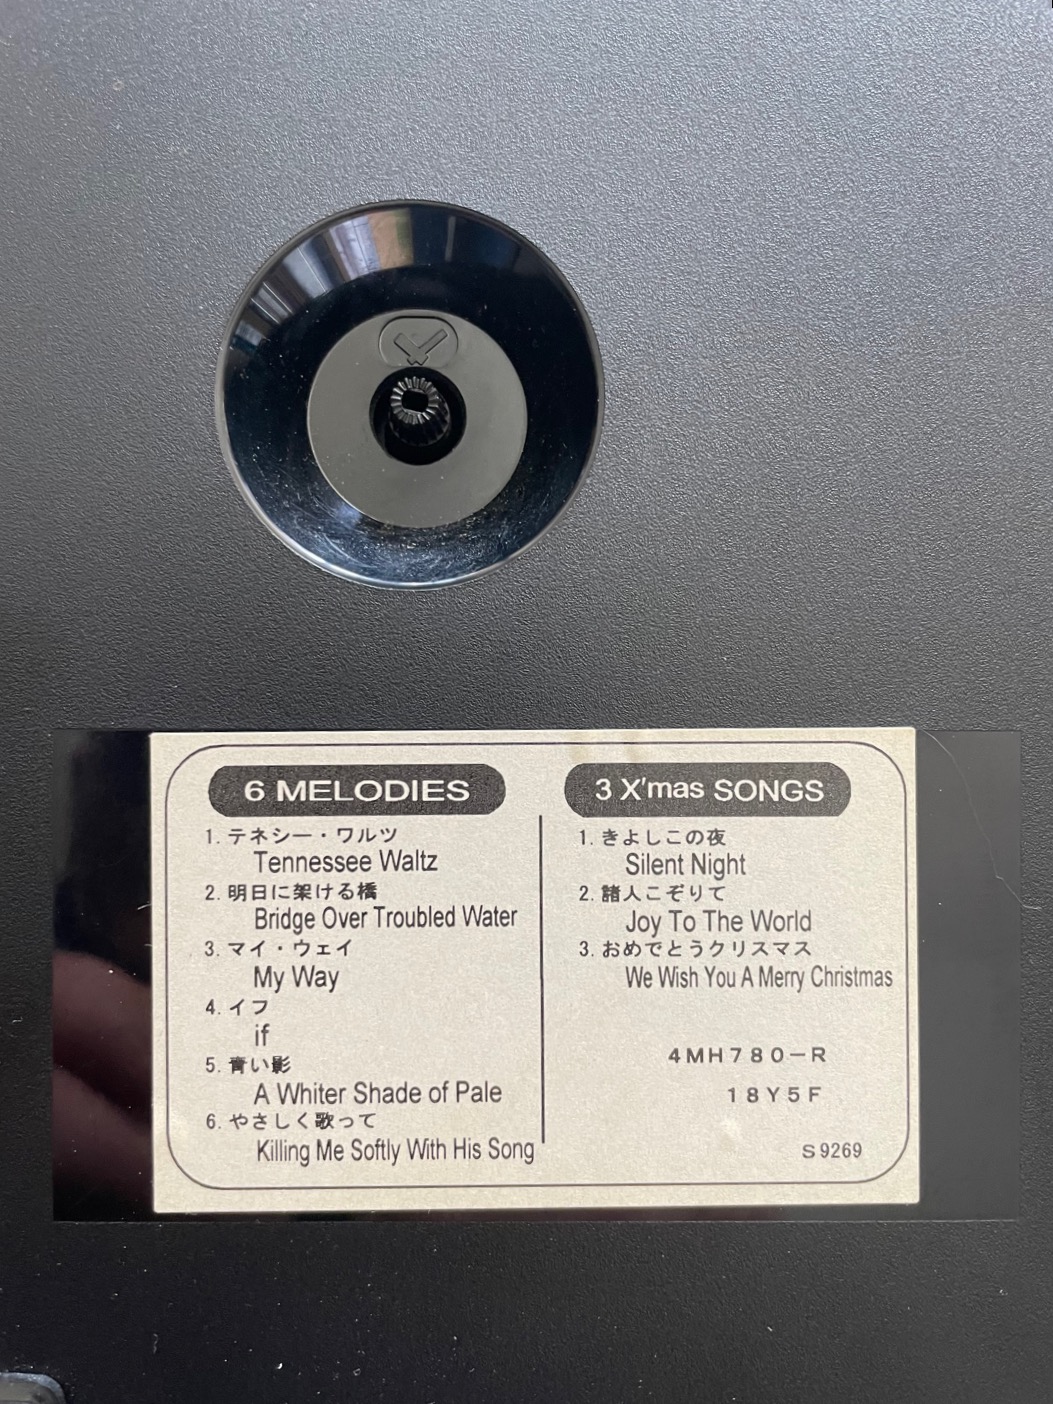 6 MELODIES
1. テネシー・ワルツ
Tennessee Waltz
2. 明日に架ける橋
Bridge Over Troubled Water
3. マイ・ウェイ
My Way
4. イフ
if
5. 青い影
A Whiter Shade of Pale
6. やさしく歌って
Killing Me Softly With His Song
3 X'mas SONGS
1. きよしこの夜
Silent Night
2. 諸人こぞりて
Joy To The World
3. おめでとうクリスマス
We Wish You A Merry Christmas
4MH780-R
18Y5F
S9269